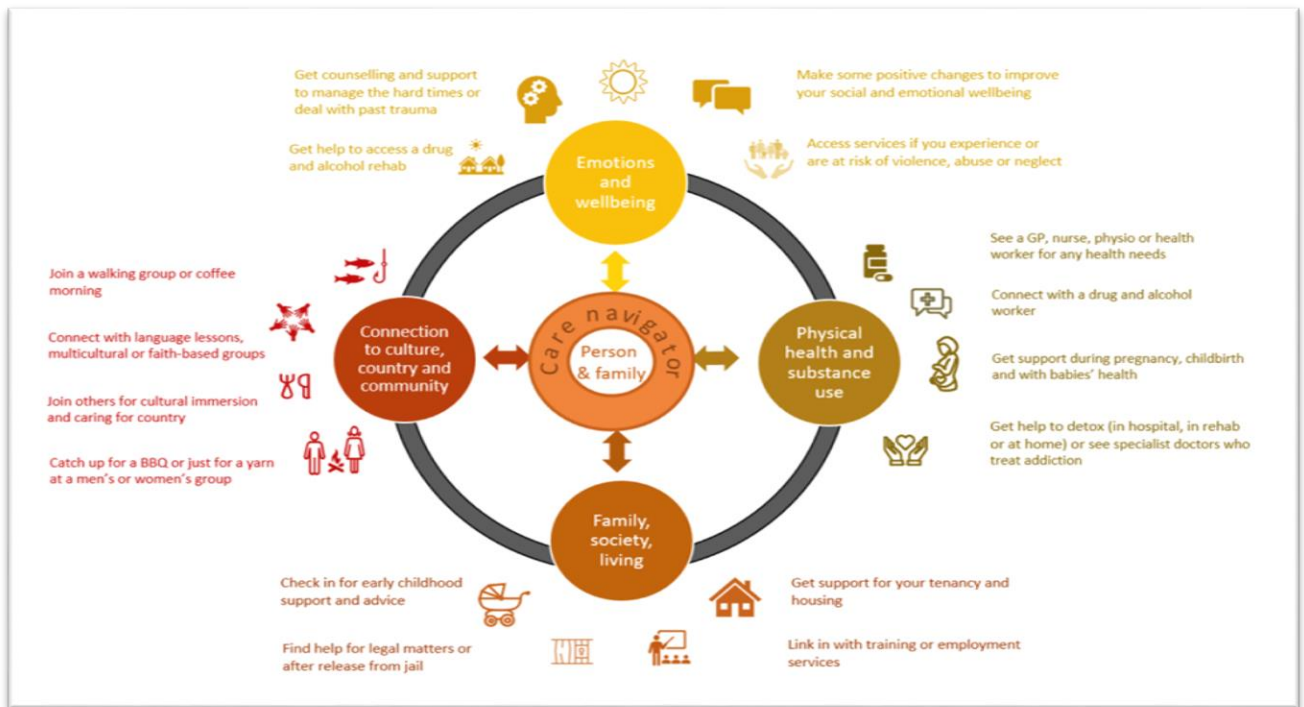 Get counselling and support
to manage the hard times or
deal with past trauma
Make some positive changes to improve
your social and emotional wellbeing
Get help to access a drug
and alcohol rehab
Access services if you experience or
are at risk of violence, abuse or neglect
Emotions
and
wellbeing
See a GP, nurse, physio or health
worker for any health needs
Connect with a drug and alcohol
worker
Get support during pregnancy, childbirth
and with babies' health
Get help to detox (in hospital, in rehab
or at home) or see specialist doctors who
treat addiction
Physical
health and
substance
use
Care navigator
Person
& family
Connection
to culture,
country and
community
Join a walking group or coffee
morning
Connect with language lessons,
multicultural or faith-based groups
Join others for cultural immersion
and caring for country
Catch up for a BBQ or just for a yarn
at a men's or women's group
Family,
society,
living
Check in for early childhood
support and advice
Find help for legal matters or
after release from jail
Get support for your tenancy and
housing
Link in with training or employment
services